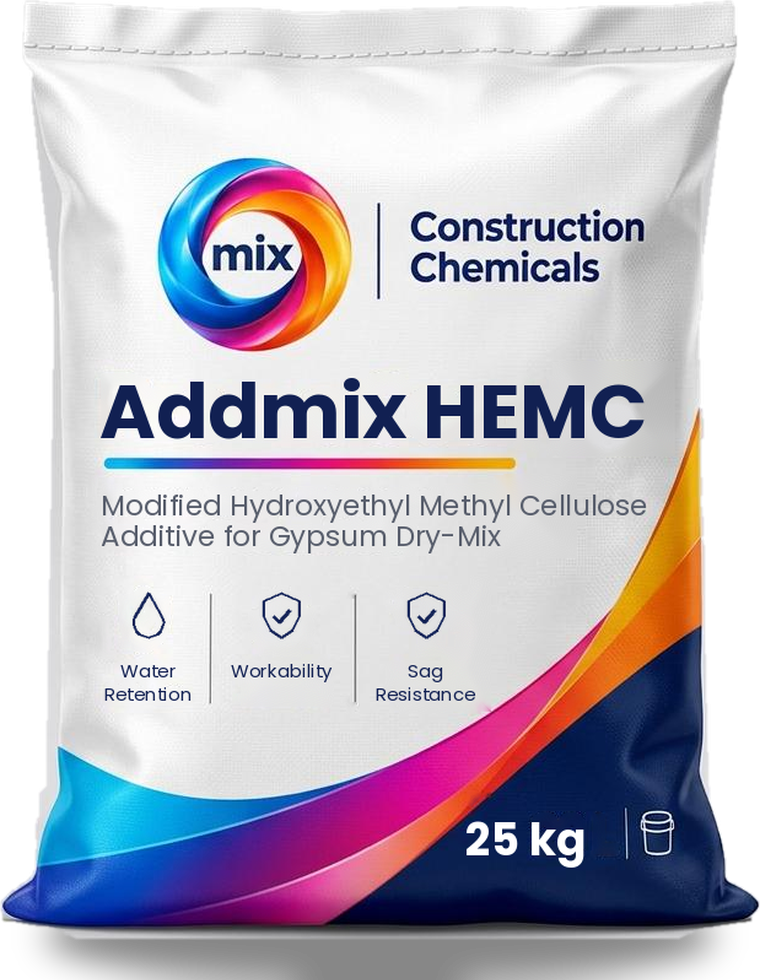 mix
Construction
Chemicals
Addmix HEMC
Modified Hydroxyethyl Methyl Cellulose
Additive for Gypsum Dry-Mix
Water
Retention
Workability
Sag
Resistance
25 kg